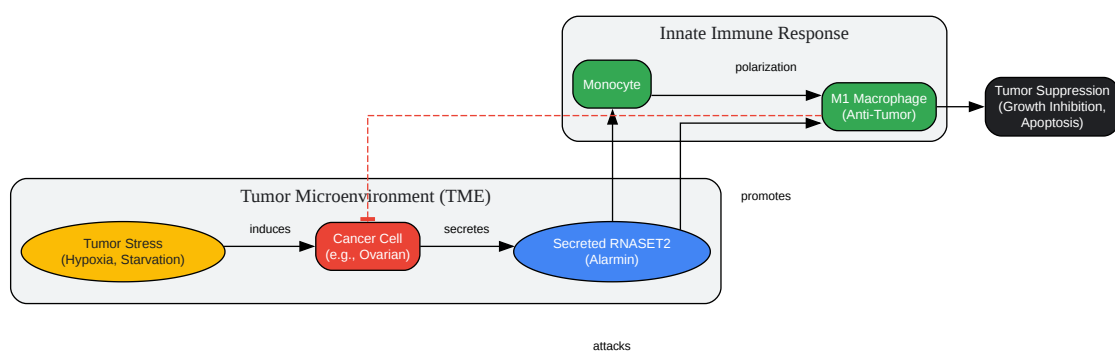 Innate Immune Response
polarization
Monocyte
M1 Macrophage
(Anti-Tumor)
Tumor Suppression
(Growth Inhibition,
Apoptosis)
Tumor Microenvironment (TME)
promotes
induces
secretes
Tumor Stress
(Hypoxia, Starvation)
Cancer Cell
(e.g., Ovarian)
Secreted RNASET2
(Alarmin)
attacks